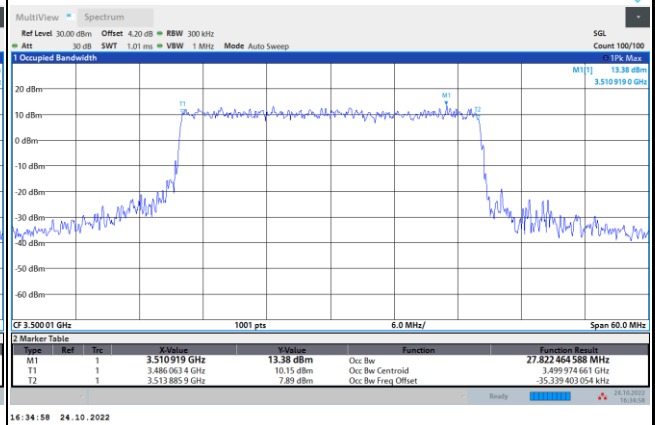 MultiView Spectrum
Ref Level 30.00 dBm Offset 4.20 dB RBW 300 kHz SGL
Att 30 dB SWT 1.01 ms VBW 1 MHz Mode Auto Sweep Count 100/100
1 Occupied Bandwidth 1Pk Max
M1[1] 13.38 dBm
3.510 919 0 GHz
20 dBm
M1
T1 T2
10 dBm
0 dBm
-10 dBm
-20 dBm
-30 dBm
-40 dBm
-50 dBm
-60 dBm
CF 3.500 01 GHz 1001 pts 6.0 MHz/ Span 60.0 MHz
2 Marker Table
Type Ref Trc X-Value Y-Value Function Function Result
M1 1 3.510 919 GHz 13.38 dBm Occ Bw 27.822 464 588 MHz
T1 1 3.486 063 4 GHz 10.15 dBm Occ Bw Centroid 3.499 974 661 GHz
T2 1 3.513 885 9 GHz 7.89 dBm Occ Bw Freq Offset -35.339 403 054 kHz
Ready 24.10.2022
16:34:58
16:34:58 24.10.2022